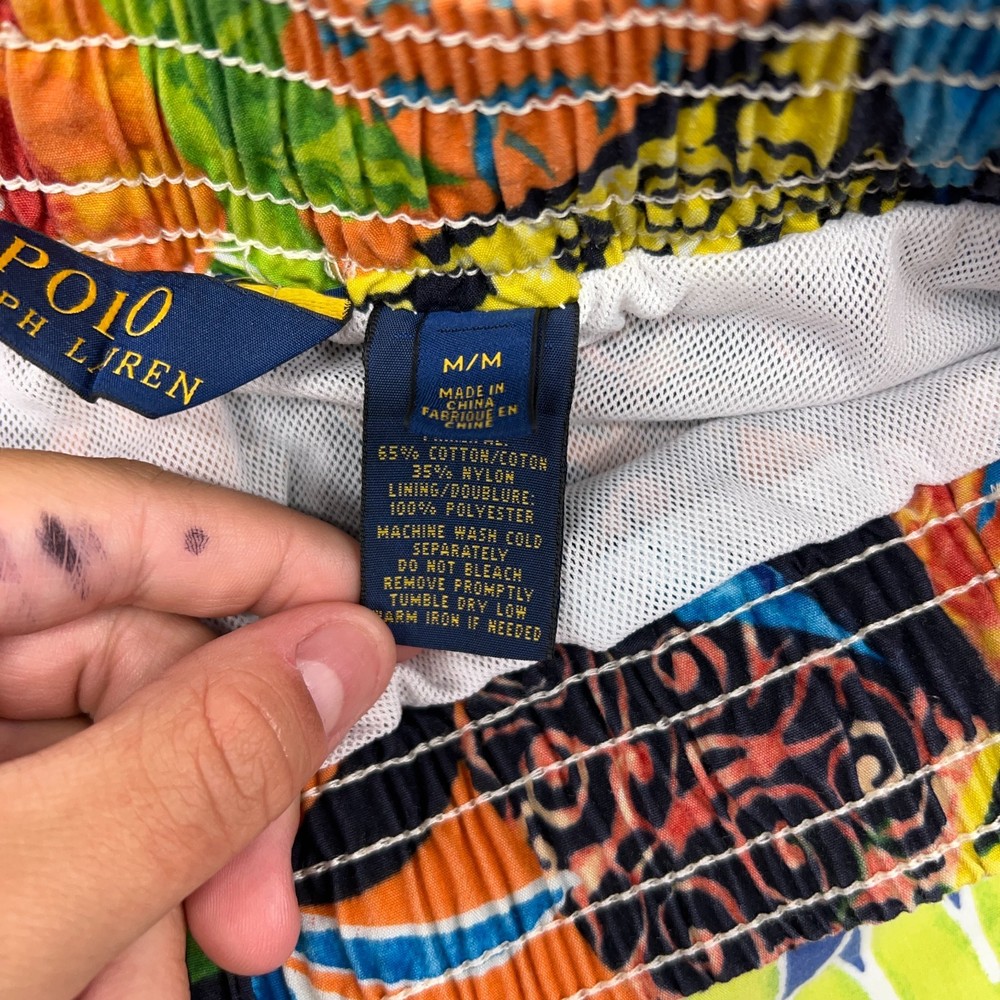 POLO
PH LAUREN
M/M
MADE IN
CHINA
FABRIQUE EN
CHINE
65% COTTON/COTON
35% NYLON
LINING/DOUBLURE:
100% POLYESTER
MACHINE WASH COLD
SEPARATELY
DO NOT BLEACH
REMOVE PROMPTLY
TUMBLE DRY LOW
WARM IRON IF NEEDED